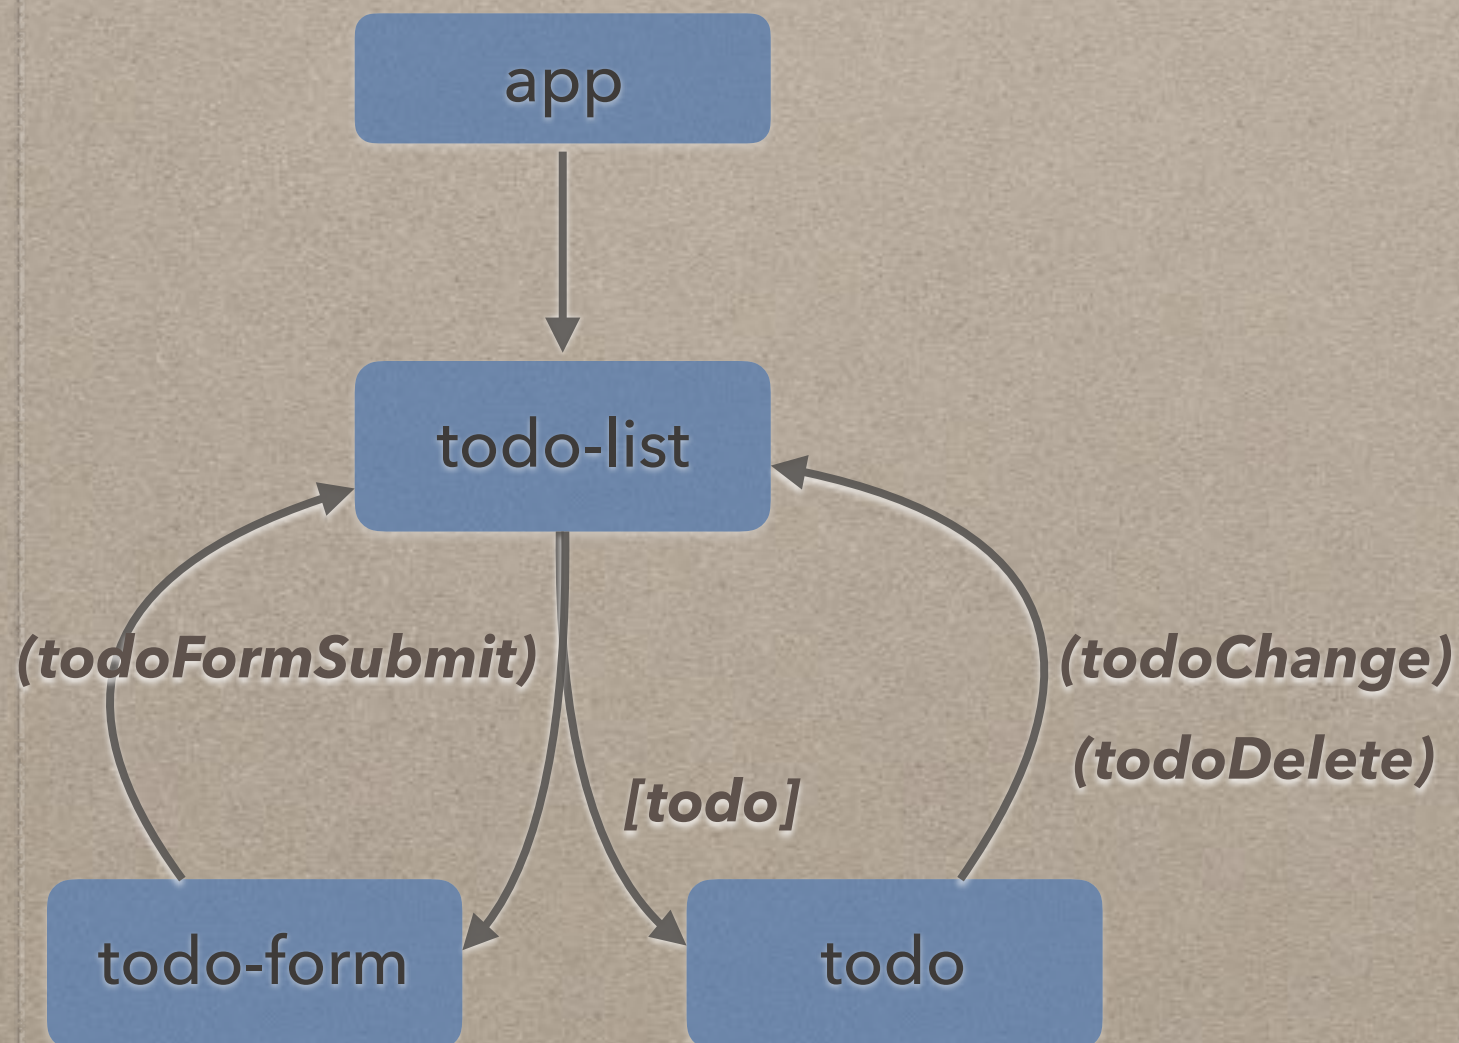 app
todo-list
(todoFormSubmit)
(todoChange)
(todoDelete)
[todo]
todo-form
todo